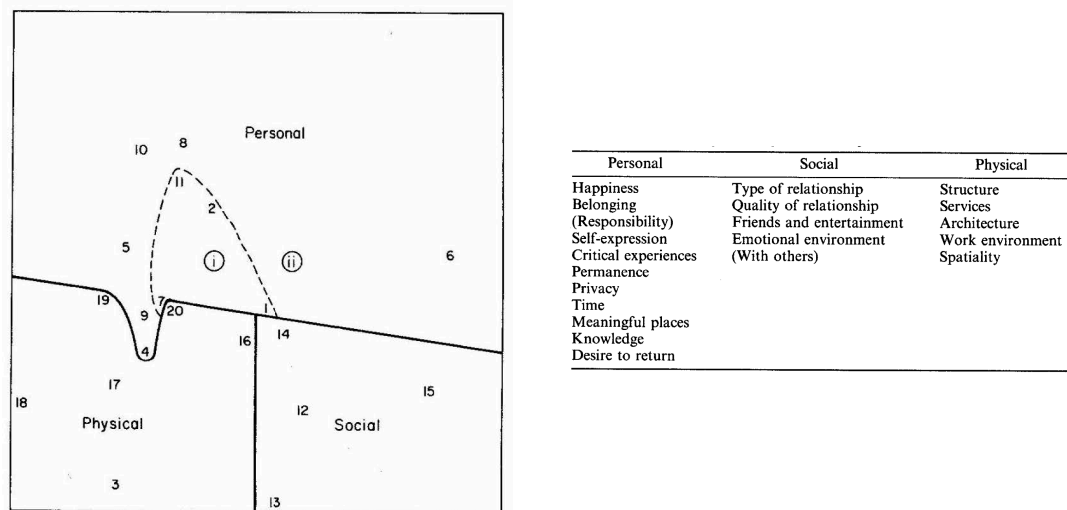 8
10
Personal
11
2
5
i
ii
6
19
7
9
20
1
14
16
4
17
15
18
12
Physical
Social
3
13
Personal Social Physical
Happiness Type of relationship Structure
Belonging Quality of relationship Services
(Responsibility) Friends and entertainment Architecture
Self-expression Emotional environment Work environment
Critical experiences (With others) Spatiality
Permanence
Privacy
Time
Meaningful places
Knowledge
Desire to return